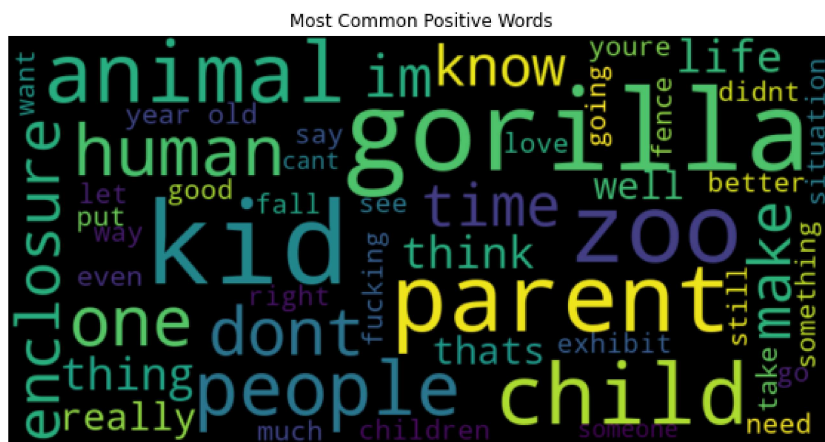 Most Common Positive Words
want
animal
im
know
youre
life
going
didnt
year old
say
cant
human
gorilla
love
fence
situation
enclosure
let
good
put
way
fall
see
time
well
better
kid
zoo
think
make
even
right
fucking
parent
still
something
one
dont
thats
exhibit
thing
people
child
take
go
really
much
children
someone
need